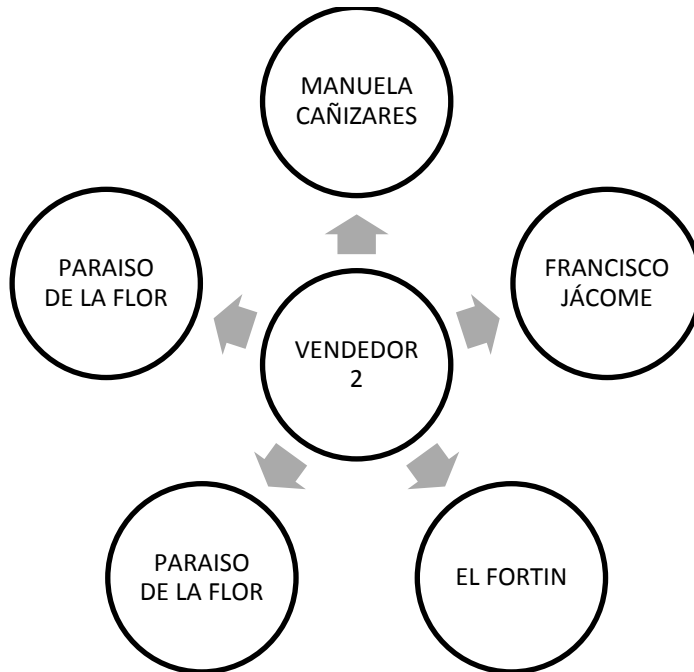 MANUELA
CAÑIZARES
PARAISO
DE LA FLOR
FRANCISCO
JÁCOME
VENDEDOR
2
PARAISO
DE LA FLOR
EL FORTIN